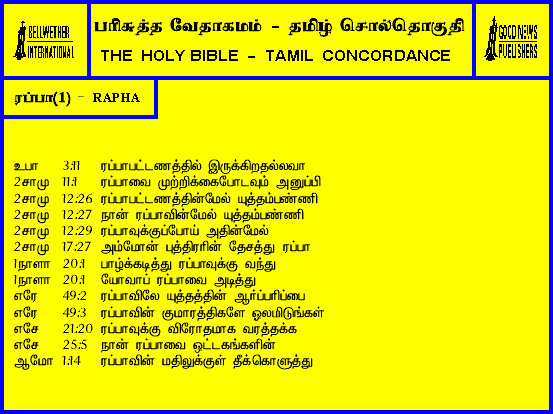 BELLWETHER
INTERNATIONAL
பரிசுத்த வேதாகமம் - தமிழ் சொல்தொகுதி
THE HOLY BIBLE - TAMIL CONCORDANCE
GOOD NEWS
PUBLISHERS
ரப்பா(1) - RAPHA
உபா 3:11 ரப்பாபட்டணத்தில் இருக்கிறதல்லவா
2சாமு 11:1 ரப்பாவை முற்றிக்கைபோடவும் அனுப்பி
2சாமு 12:26 ரப்பாபட்டணத்தின்மேல் யுத்தம்பண்ணி
2சாமு 12:27 நான் ரப்பாவின்மேல் யுத்தம்பண்ணி
2சாமு 12:29 ரப்பாவுக்குப்போய் அதின்மேல்
2சாமு 17:27 அம்மோன் புத்திரரின் தேசத்து ரப்பா
1நாளா 20:1 பாழ்க்கடித்து ரப்பாவுக்கு வந்து
1நாளா 20:1 யோவாப் ரப்பாவை அடித்து
எரே 49:2 ரப்பாவிலே யுத்தத்தின் ஆர்ப்பரிப்பை
எரே 49:3 ரப்பாவின் குமாரத்திகளே ஓலமிடுங்கள்
எசே 21:20 ரப்பாவுக்கு விரோதமாக வரத்தக்க
எசே 25:5 நான் ரப்பாவை ஒட்டகங்களின்
ஆமோ 1:14 ரப்பாவின் மதிலுக்குள் தீக்கொளுத்து